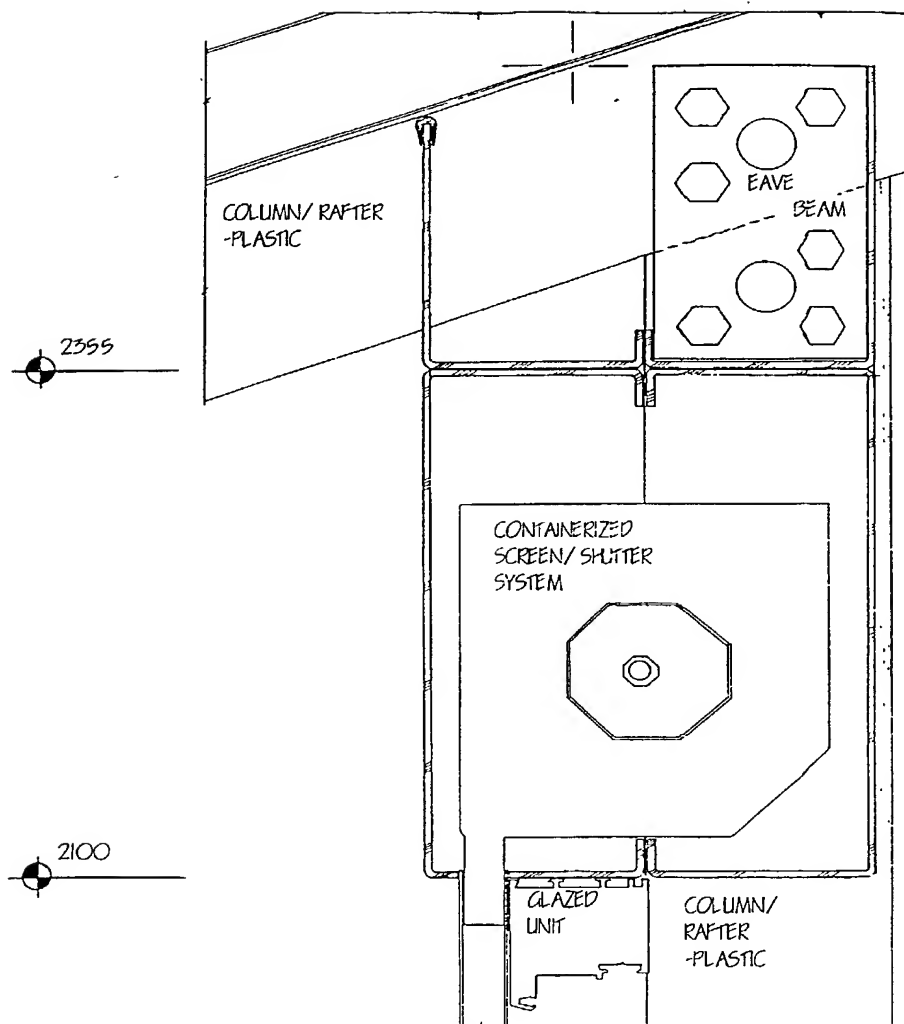 EAVE
BEAM
COLUMN/ RAFTER
-PLASTIC
2355
CONTAINERIZED
SCREEN/ SHUTTER
SYSTEM
2100
GLAZED
UNIT
COLUMN/
RAFTER
-PLASTIC